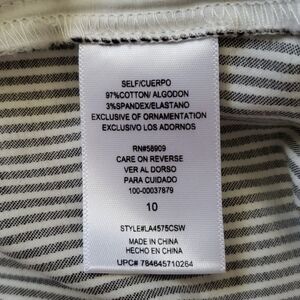 SELF/CUERPO
97%COTTON/ ALGODON
3%SPANDEX/ELASTANO
EXCLUSIVE OF ORNAMENTATION
EXCLUSIVO LOS ADORNOS
RN#58909
CARE ON REVERSE
VER AL DORSO
PARA CUIDADO
100-00037879
10
STYLE#LA4575CSW
MADE IN CHINA
HECHO EN CHINA
UPC# 764645710264